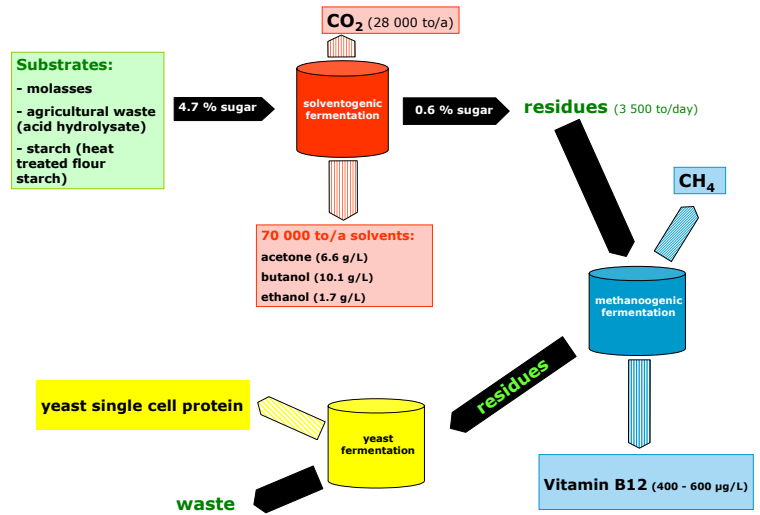 CO2 (28 000 to/a)
Substrates:
- molasses
- agricultural waste
(acid hydrolysate)
- starch (heat
treated flour
starch)
4.7 % sugar
solventogenic
fermentation
0.6 % sugar
residues (3 500 to/day)
CH4
70 000 to/a solvents:
acetone (6.6 g/L)
butanol (10.1 g/L)
ethanol (1.7 g/L)
methanoogenic
fermentation
residues
yeast single cell protein
yeast
fermentation
Vitamin B12 (400 - 600 µg/L)
waste